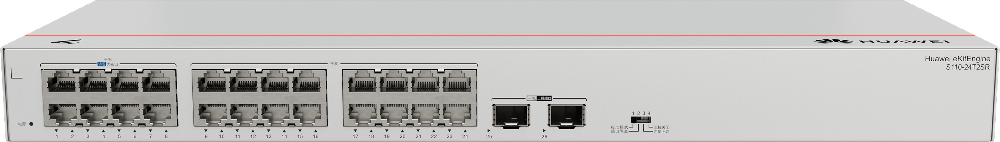 HUAWEI
Huawei eKitEngine
S110-24T2SR
千兆
转发优先口
千兆
千兆 上联端口
电源
1 2 3 4 5 6 7 8
9 10 11 12 13 14 15 16
17 18 19 20 21 22 23 24
25
26
1 2 3 4
标准模式
端口隔离
流控关闭
汇聚上联